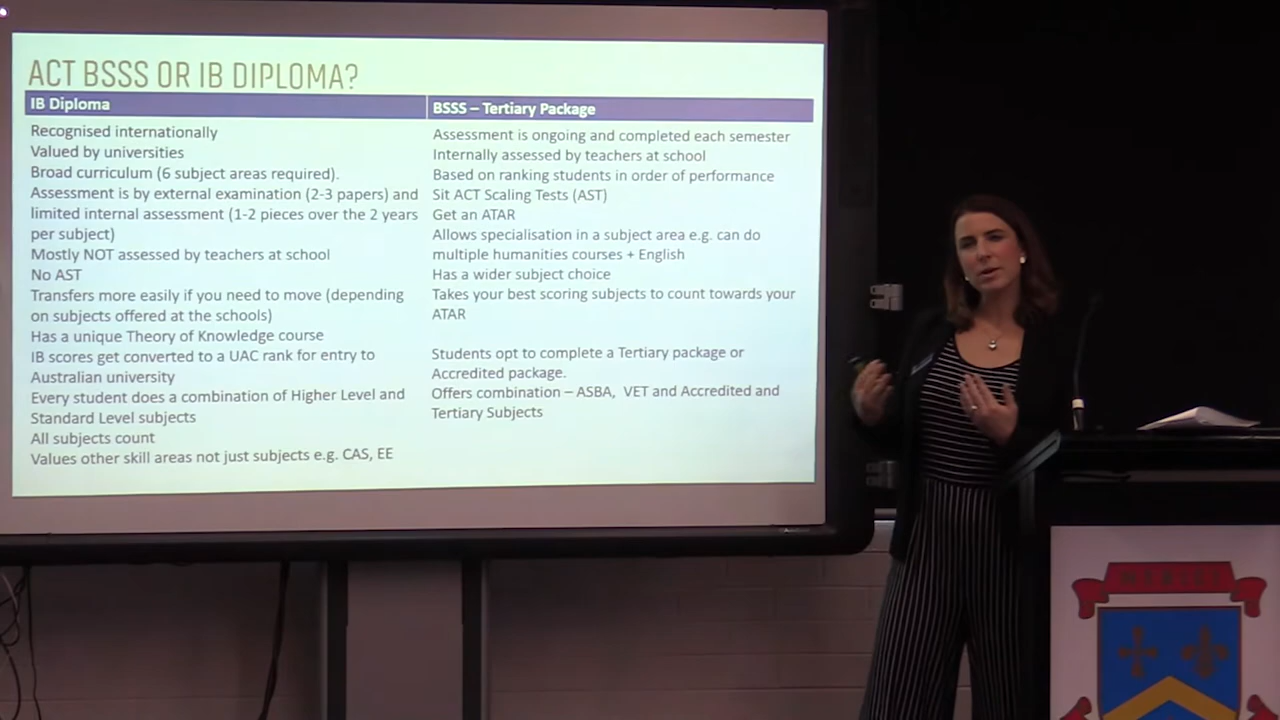 ACT BSSS OR IB DIPLOMA?
IB Diploma
Recognised internationally
Valued by universities
Broad curriculum (6 subject areas required).
Assessment is by external examination (2-3 papers) and
limited internal assessment (1-2 pieces over the 2 years
per subject)
Mostly NOT assessed by teachers at school
No AST
Transfers more easily if you need to move (depending
on subjects offered at the schools)
Has a unique Theory of Knowledge course
IB scores get converted to a UAC rank for entry to
Australian university
Every student does a combination of Higher Level and
Standard Level subjects
All subjects count
Values other skill areas not just subjects e.g. CAS, EE
BSSS – Tertiary Package
Assessment is ongoing and completed each semester
Internally assessed by teachers at school
Based on ranking students in order of performance
Sit ACT Scaling Tests (AST)
Get an ATAR
Allows specialisation in a subject area e.g. can do
multiple humanities courses + English
Has a wider subject choice
Takes your best scoring subjects to count towards your
ATAR
Students opt to complete a Tertiary package or
Accredited package.
Offers combination – ASBA,  VET and Accredited and
Tertiary Subjects